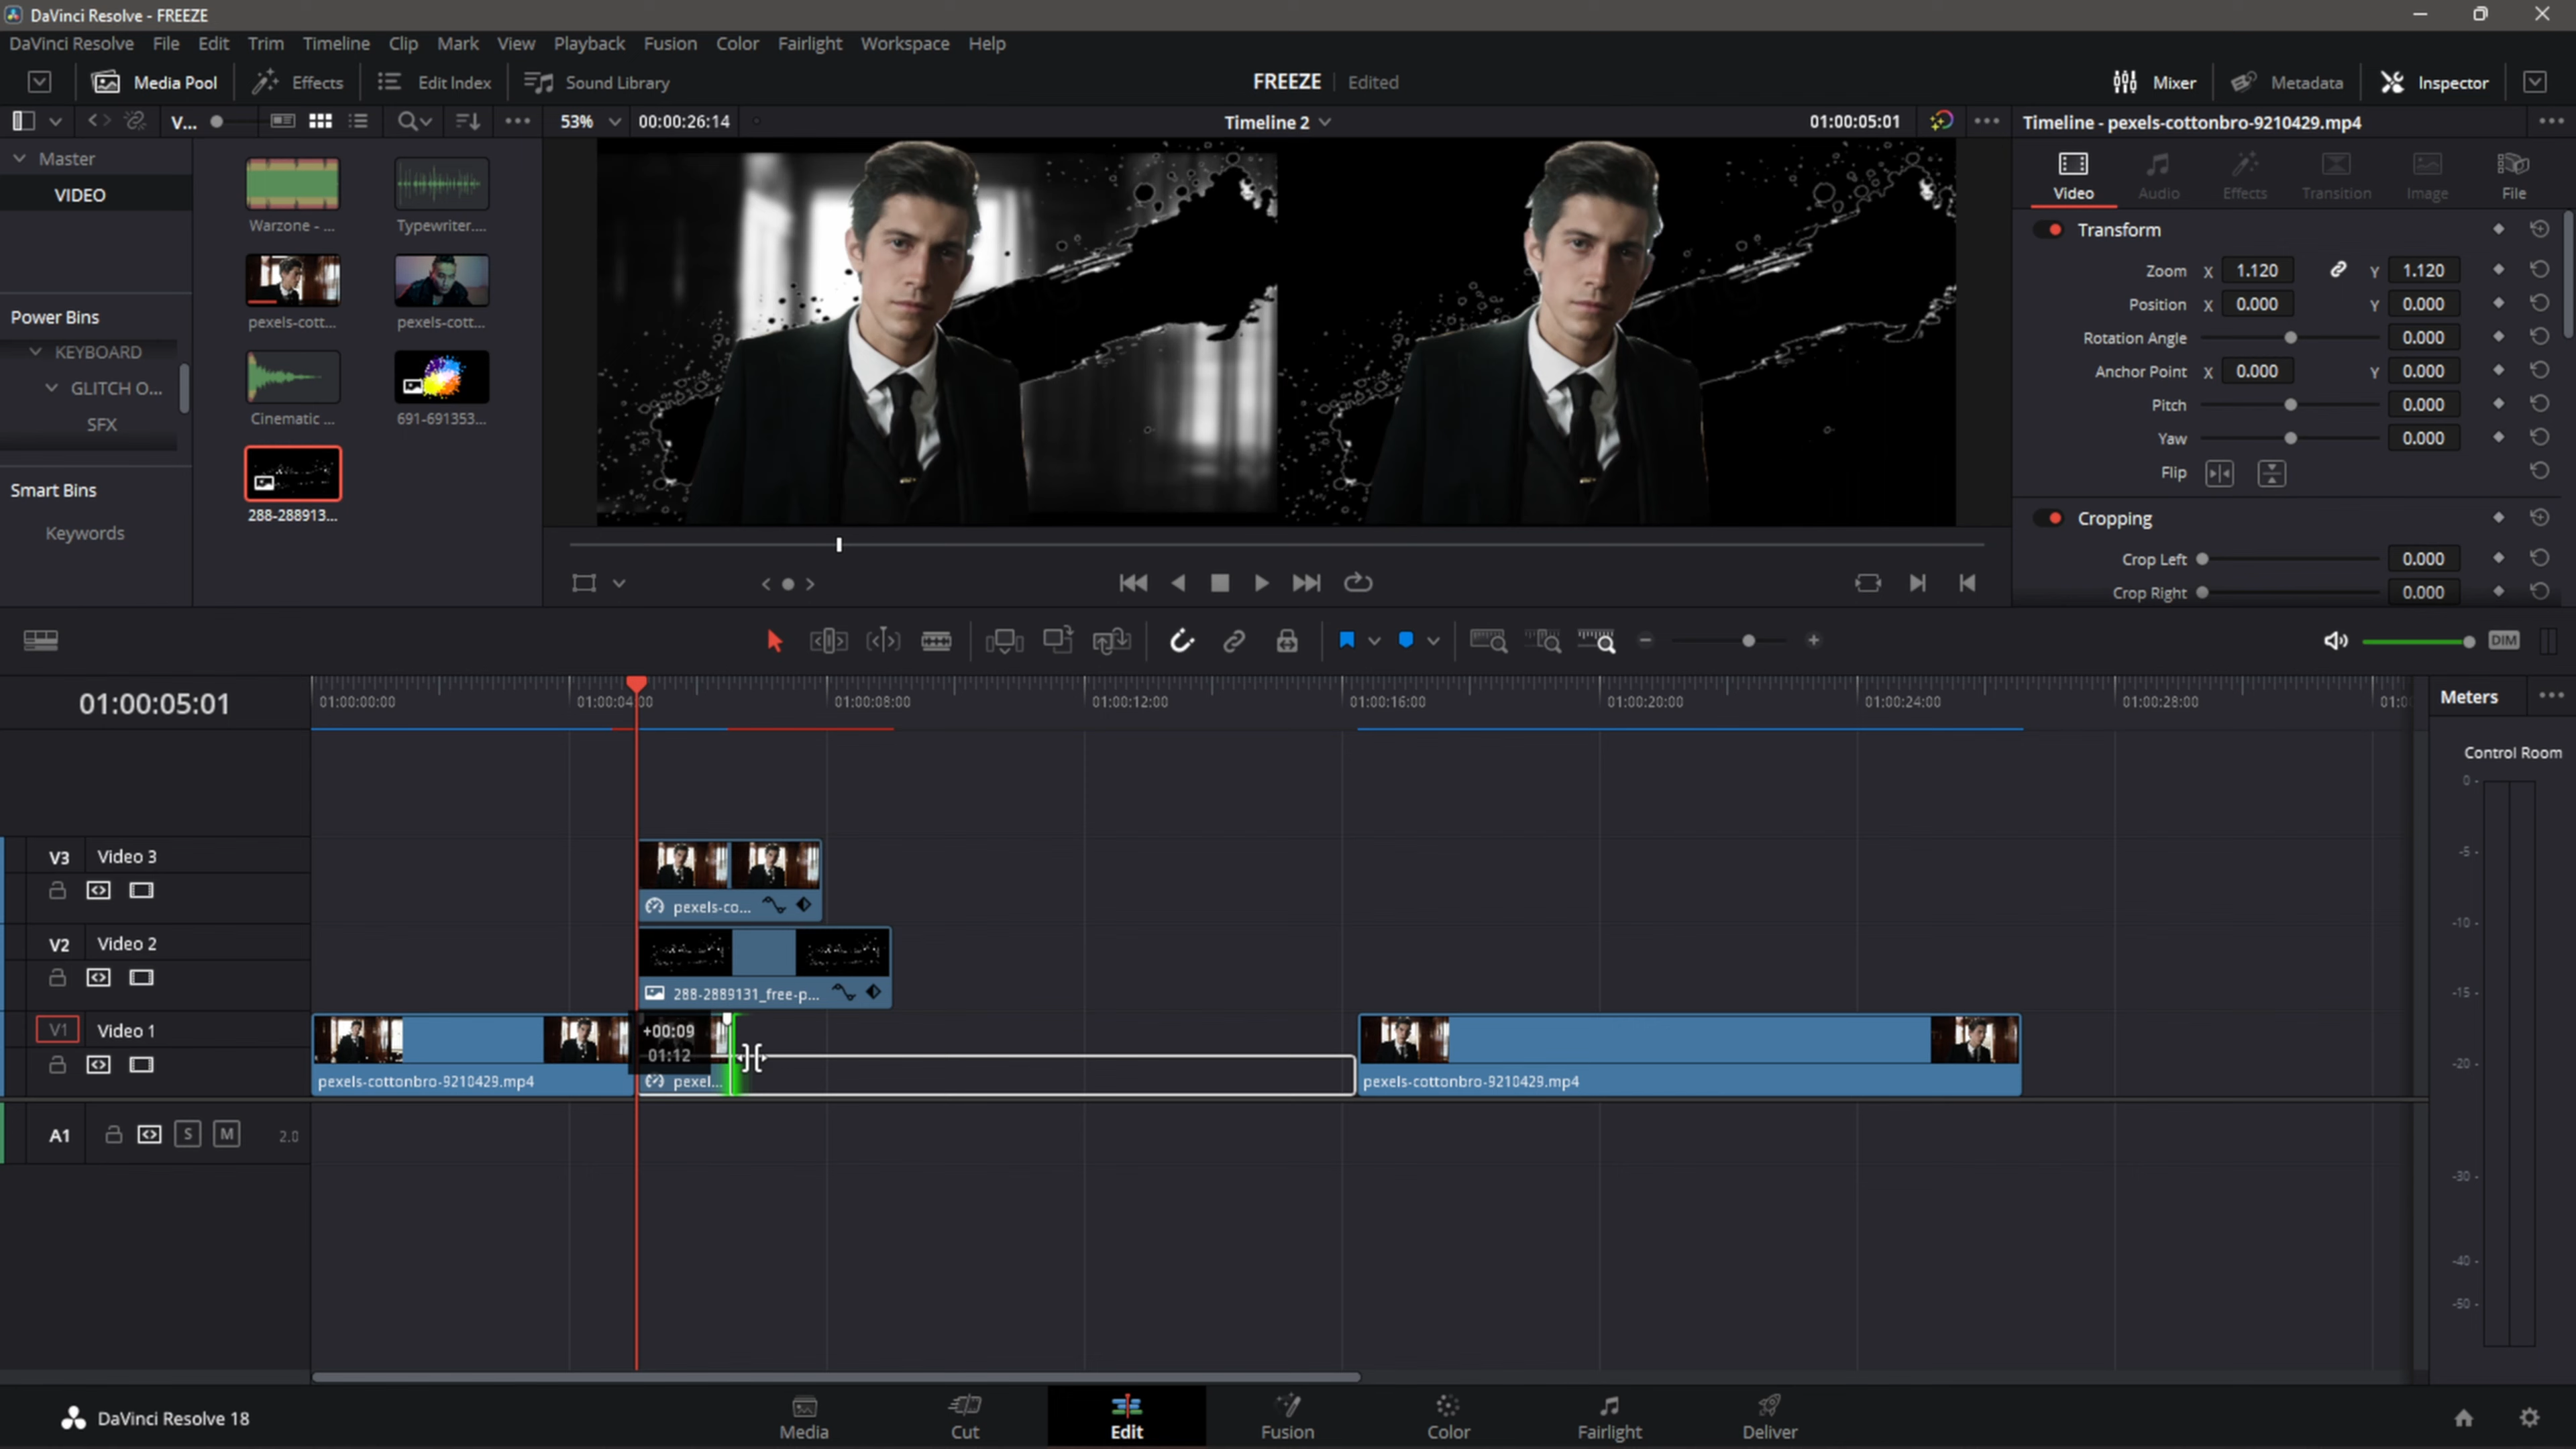 DaVinci Resolve - FREEZE
DaVinci Resolve File Edit Trim Timeline Clip Mark View Playback Fusion Color Fairlight Workspace Help
Media Pool Effects Edit Index Sound Library FREEZE Edited Mixer Metadata Inspector
V... 53% 00:00:26:14 Timeline 2 01:00:05:01 Timeline - pexels-cottonbro-9210429.mp4
Master
VIDEO
Power Bins
KEYBOARD
GLITCH O...
SFX
Smart Bins
Keywords
Warzone - ... Typewriter....
pexels-cott... pexels-cott...
Cinematic ... 691-691353...
288-288913...
Video Audio Effects Transition Image File
Transform
Zoom X 1.120 Y 1.120
Position X 0.000 Y 0.000
Rotation Angle 0.000
Anchor Point X 0.000 Y 0.000
Pitch 0.000
Yaw 0.000
Flip
Cropping
Crop Left 0.000
Crop Right 0.000
DIM
01:00:05:01 01:00:00:00 01:00:04:00 01:00:08:00 01:00:12:00 01:00:16:00 01:00:20:00 01:00:24:00 01:00:28:00
Meters
Control Room
0 -
-5 -
-10 -
-15 -
-20 -
-30 -
-40 -
-50 -
V3 Video 3
pexels-co...
V2 Video 2
288-2889131_free-p...
V1 Video 1
+00:09
01:12
pexels-cottonbro-9210429.mp4 pexel... pexels-cottonbro-9210429.mp4
A1 S M 2.0
DaVinci Resolve 18
Media Cut Edit Fusion Color Fairlight Deliver